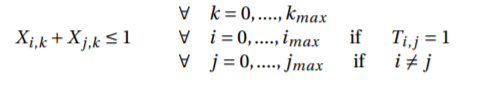 ∀ k = 0, ...., k_max
X_{i,k} + X_{j,k} ≤ 1 ∀ i = 0, ...., i_max if T_{i,j} = 1
∀ j = 0, ...., j_max if i ≠ j